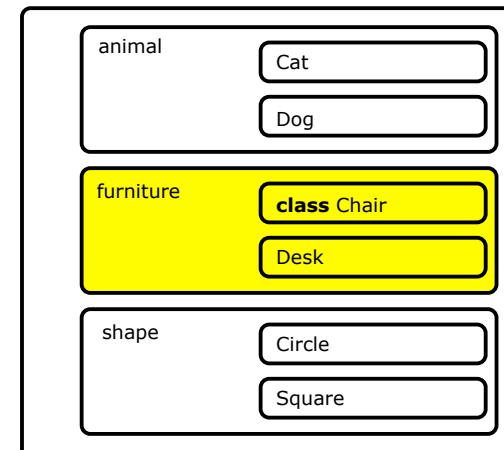 animal
Cat
Dog
furniture
class Chair
Desk
shape
Circle
Square